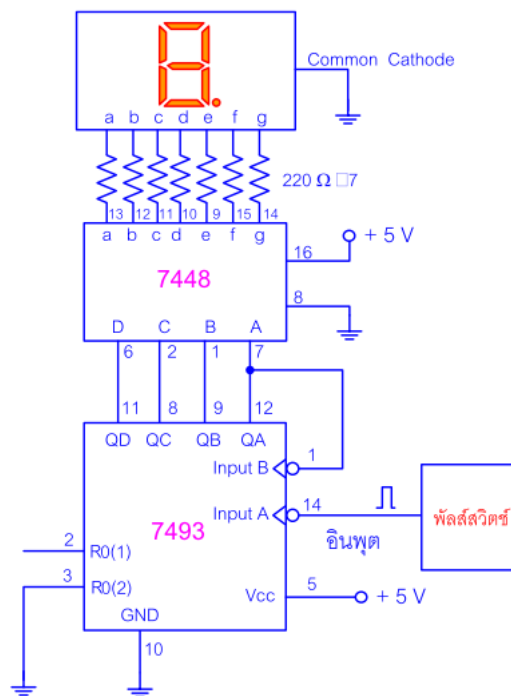 Common Cathode
a b c d e f g
220 Ω □7
13 12 11 10 9 15 14
a b c d e f g
16
+ 5 V
7448
8
D C B A
6 2 1 7
11 8 9 12
QD QC QB QA
1
Input B
14
Input A
อินพุต
พัลส์สวิตซ์
7493
2
R0(1)
3
R0(2)
Vcc
5
+ 5 V
GND
10